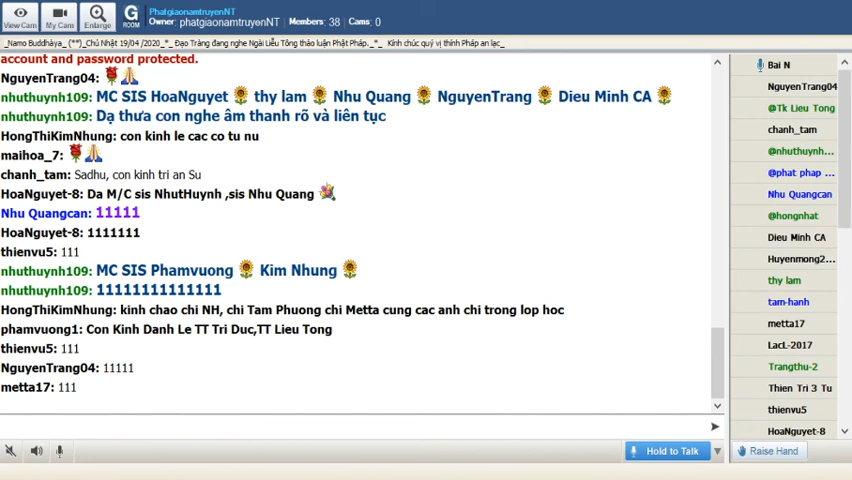 View Cam
My Cam
Enlarge
G
ROOM
PhatgiaonamtruyenNT
Owner: phatgiaonamtruyenNT Members: 38 Cams: 0
_Namo Buddhàya_ (**)_Chủ Nhật 19/04 /2020_*_ Đạo Tràng đang nghe Ngài Liễu Tông thảo luận Phật Pháp._*_ Kính chúc quý vị thính Pháp an lạc_
account and password protected.
NguyenTrang04:
nhuthuynh109: MC SIS HoaNguyet thy lam Nhu Quang NguyenTrang Dieu Minh CA
nhuthuynh109: Dạ thưa con nghe âm thanh rõ và liên tục
HongThiKimNhung: con kinh le cac co tu nu
maihoa_7:
chanh_tam: Sadhu, con kinh tri an Su
HoaNguyet-8: Da M/C sis NhutHuynh ,sis Nhu Quang
Nhu Quangcan: 11111
HoaNguyet-8: 1111111
thienvu5: 111
nhuthuynh109: MC SIS Phamvuong Kim Nhung
nhuthuynh109: 11111111111111
HongThiKimNhung: kinh chao chi NH, chi Tam Phuong chi Metta cung cac anh chi trong lop hoc
phamvuong1: Con Kinh Danh Le TT Tri Duc,TT Lieu Tong
thienvu5: 111
NguyenTrang04: 11111
metta17: 111
Hold to Talk
Bai N
NguyenTrang04
@Tk Lieu Tong
chanh_tam
@nhuthuynh...
@phat phap ...
Nhu Quangcan
@hongnhat
Dieu Minh CA
Huyenmong2...
thy lam
tam-hanh
metta17
LacL-2017
Trangthu-2
Thien Tri 3 Tu
thienvu5
HoaNguyet-8
Raise Hand